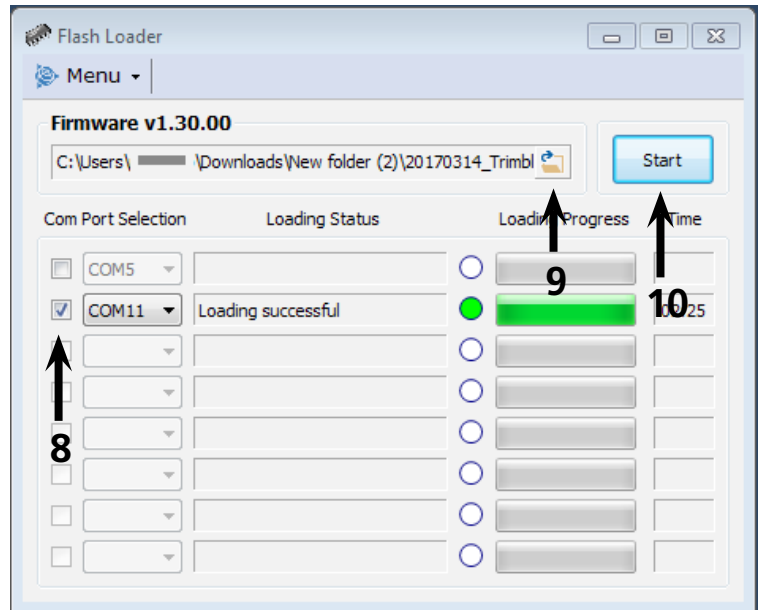 Flash Loader
Menu
Firmware v1.30.00
C:\Users\ \Downloads\New folder (2)\20170314_Trimbl
Start
Com Port Selection Loading Status Loading Progress Time
COM5
9
COM11 Loading successful 10
8